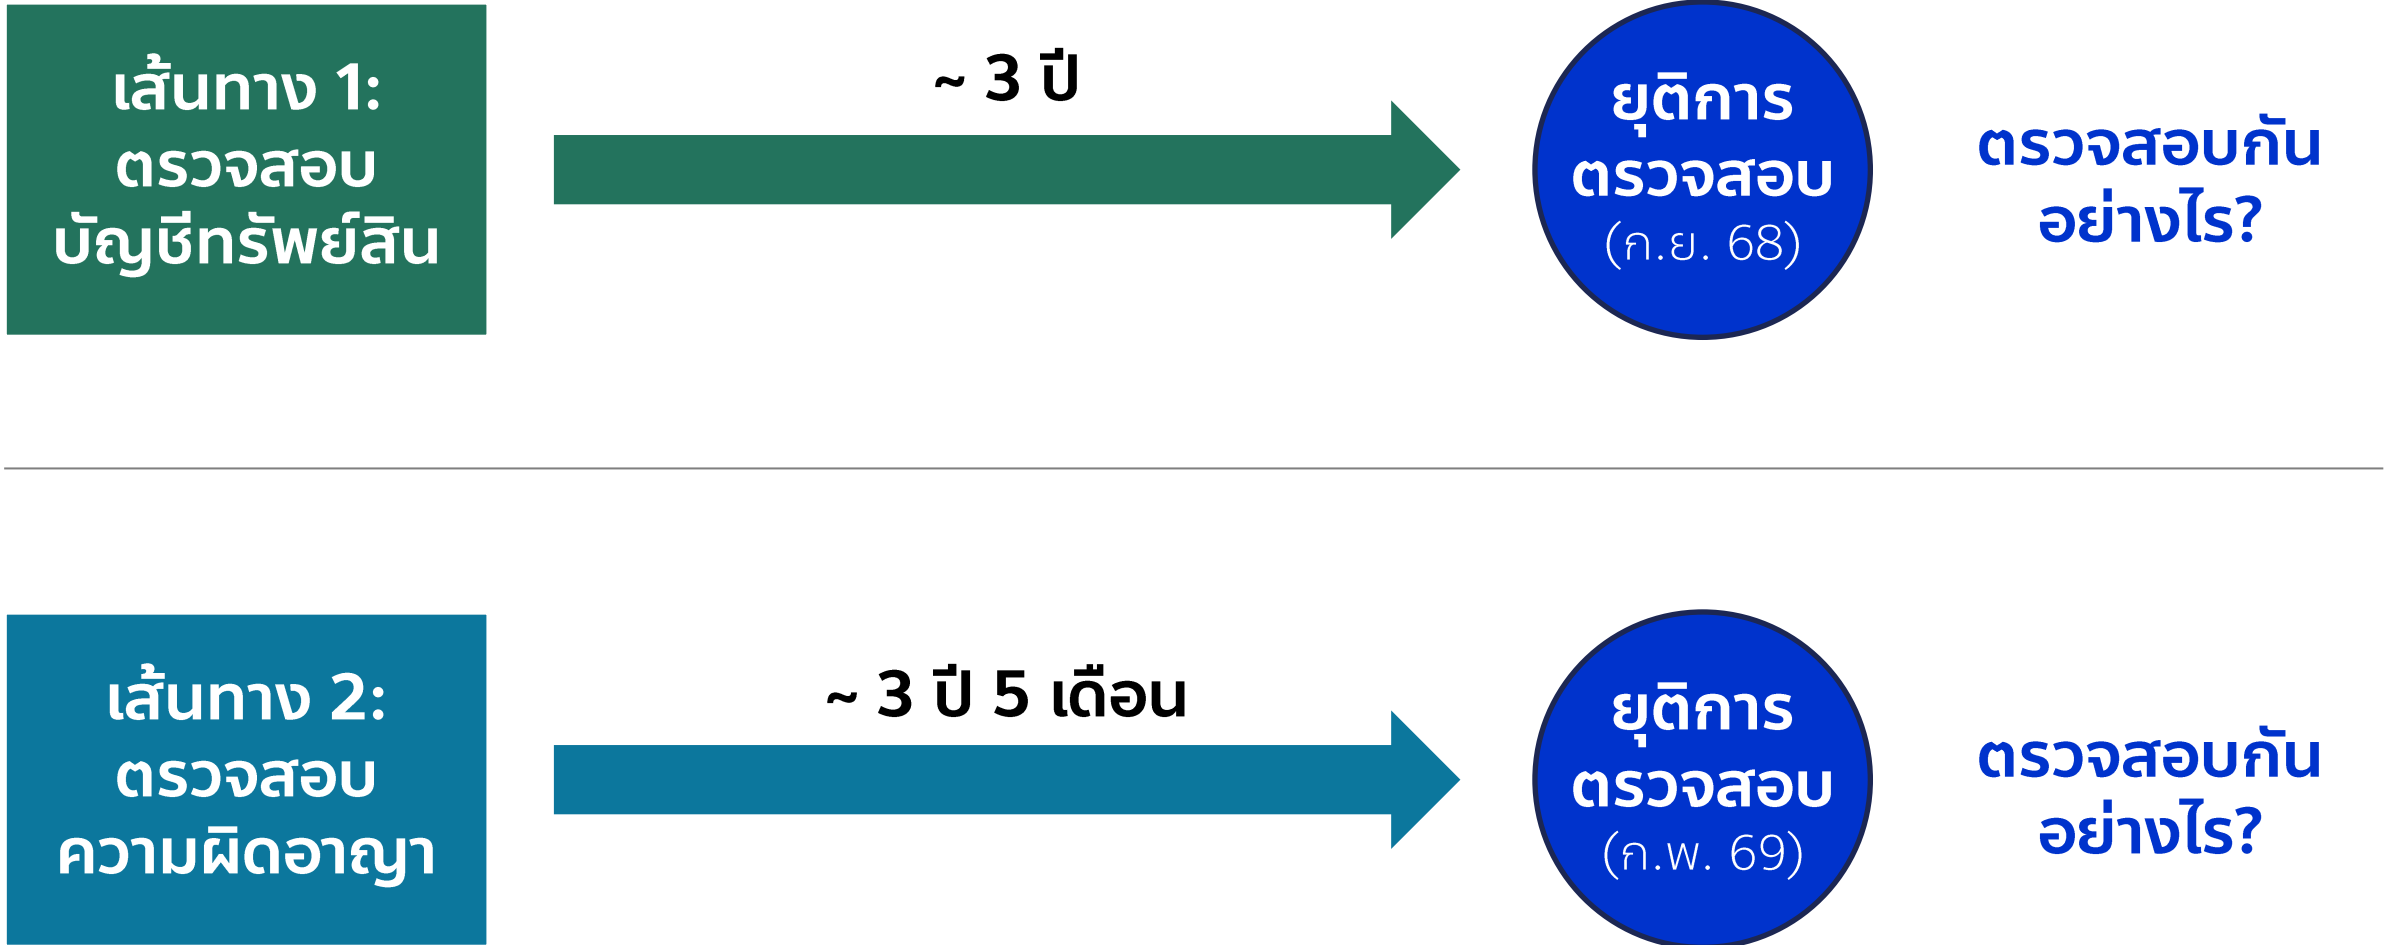 เส้นทาง 1:
ตรวจสอบ
บัญชีทรัพย์สิน
~ 3 ปี
ยุติการ
ตรวจสอบ
(ก.ย. 68)
ตรวจสอบกัน
อย่างไร?
เส้นทาง 2:
ตรวจสอบ
ความผิดอาญา
~ 3 ปี 5 เดือน
ยุติการ
ตรวจสอบ
(ก.พ. 69)
ตรวจสอบกัน
อย่างไร?